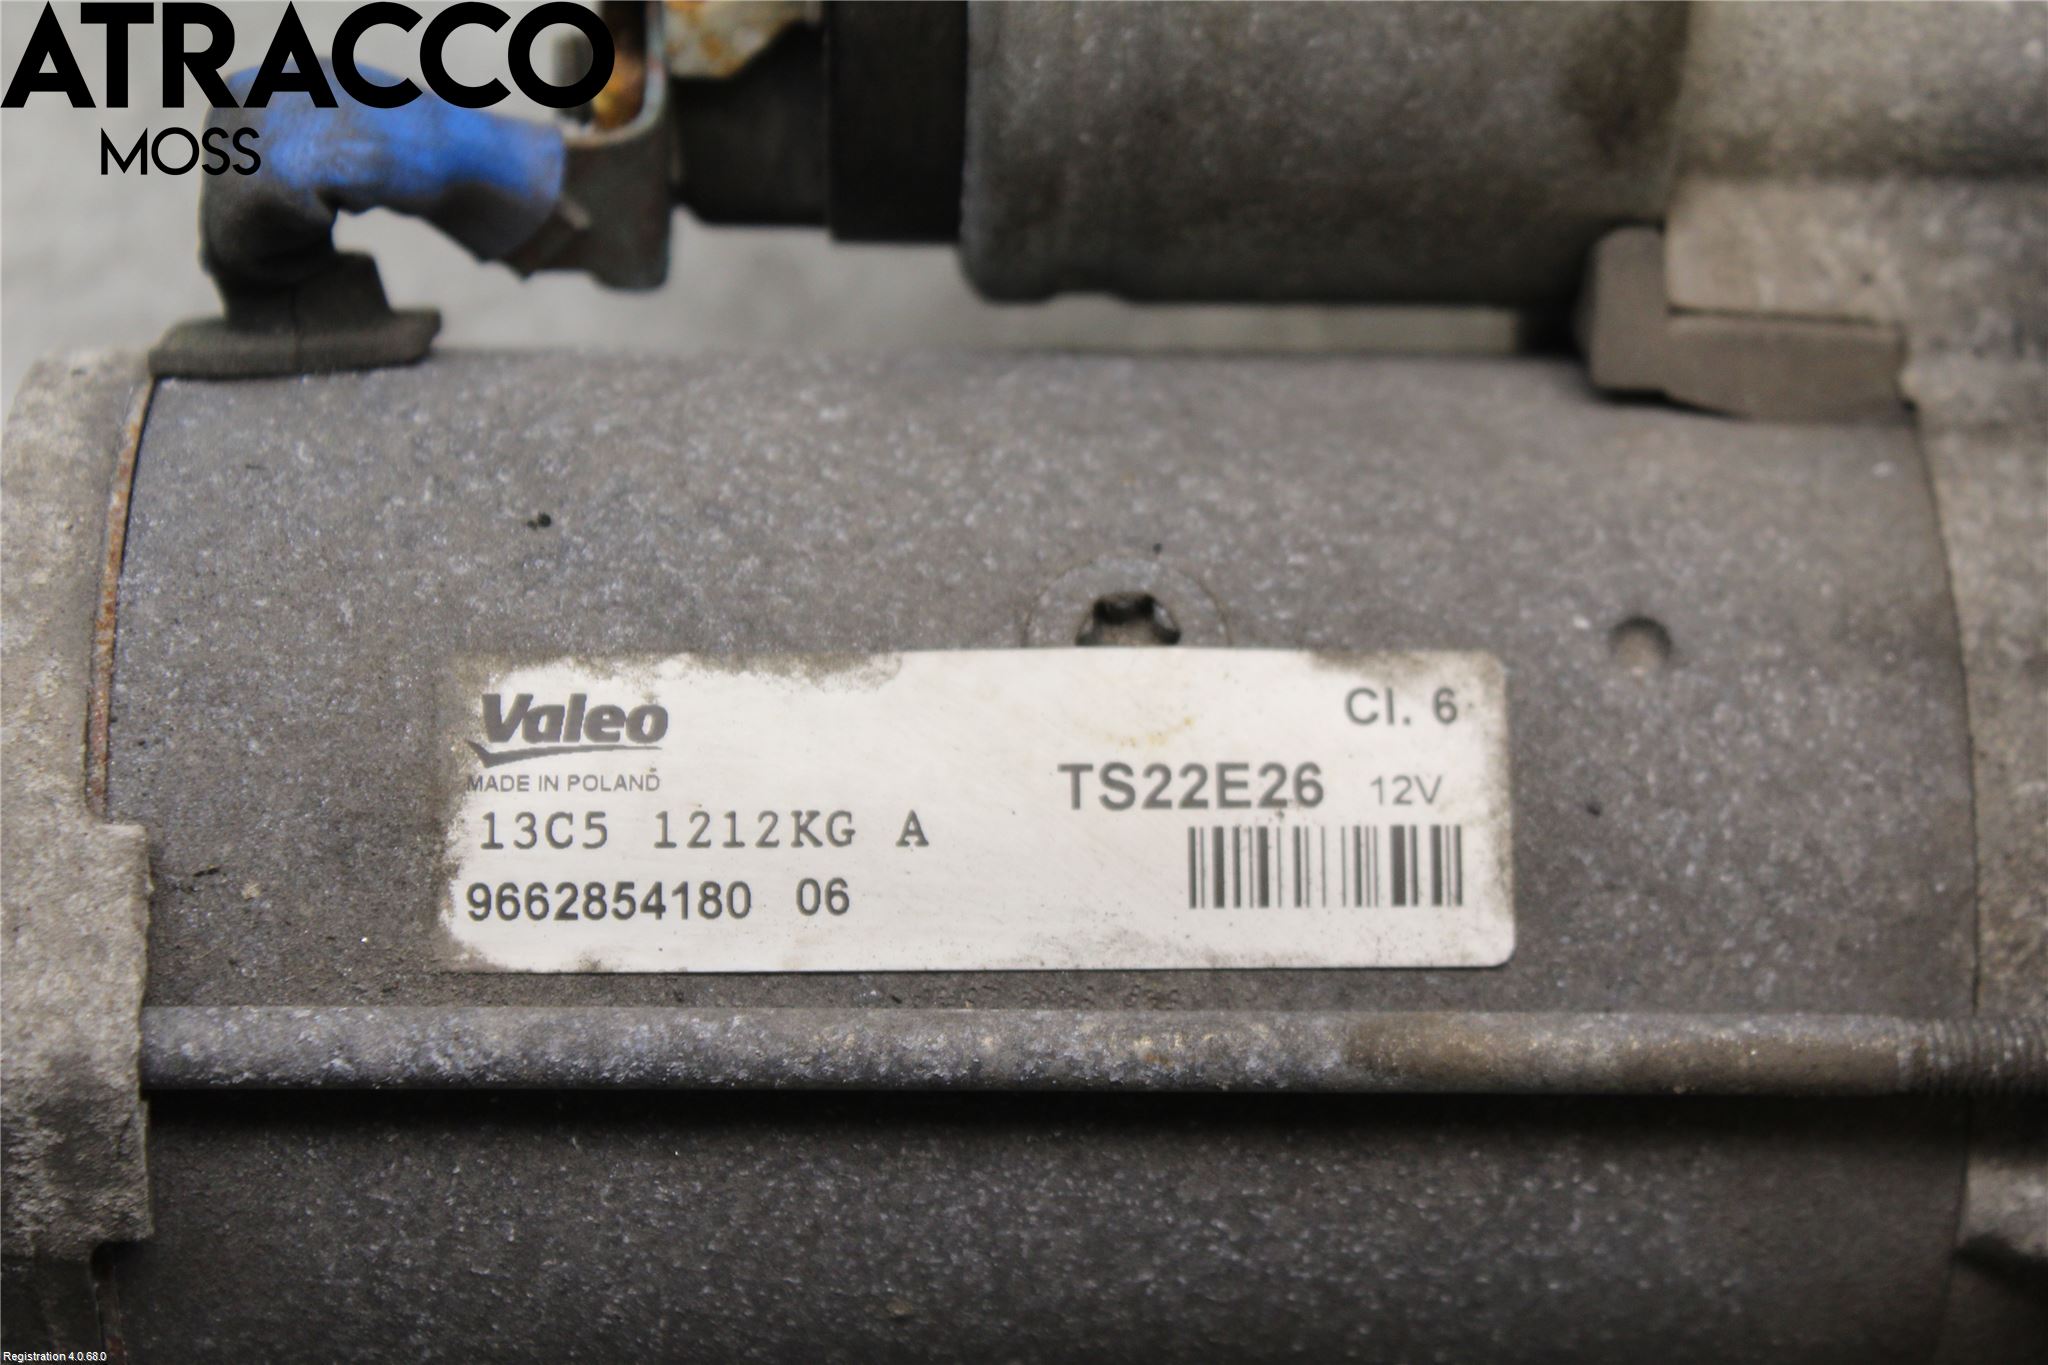 ATRACCO
MOSS
Valeo
MADE IN POLAND
13C5 1212KG A
9662854180 06
Cl. 6
TS22E26 12V
Registration 4.0.68.0